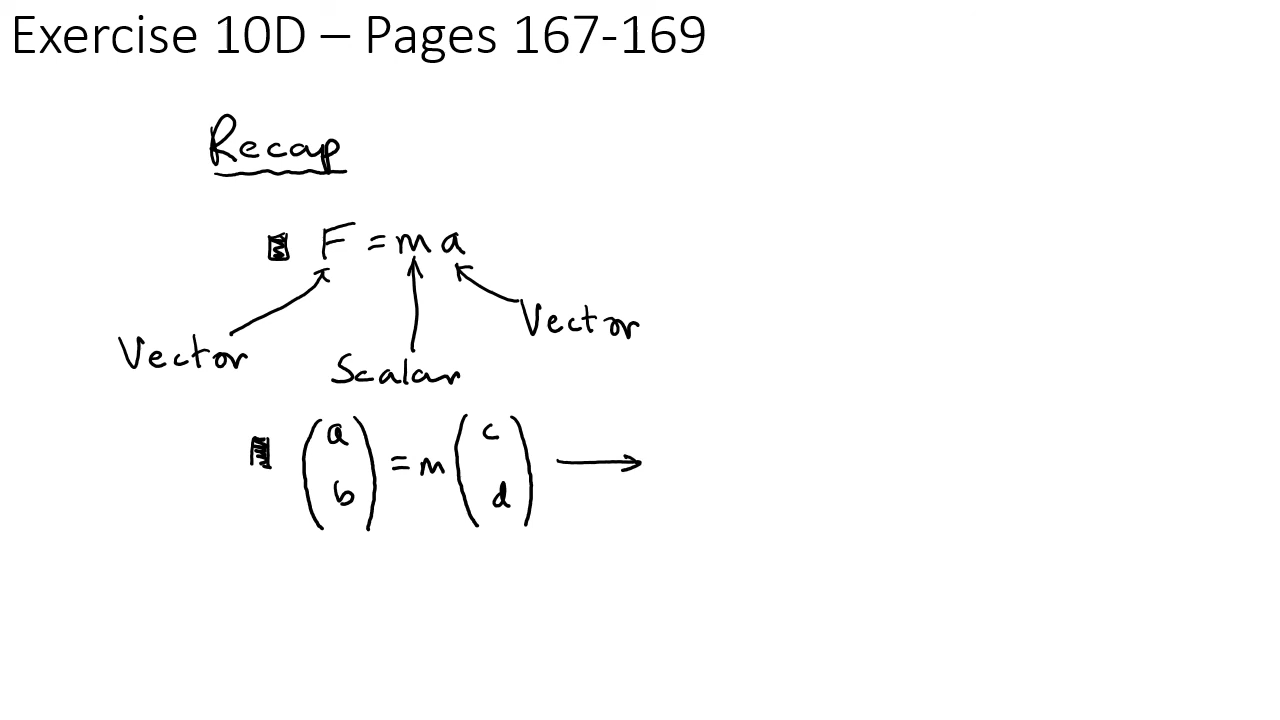 Exercise 10D – Pages 167-169
Recap
F = ma
Vector
Scalar
Vector
(a b) = m (c d) →